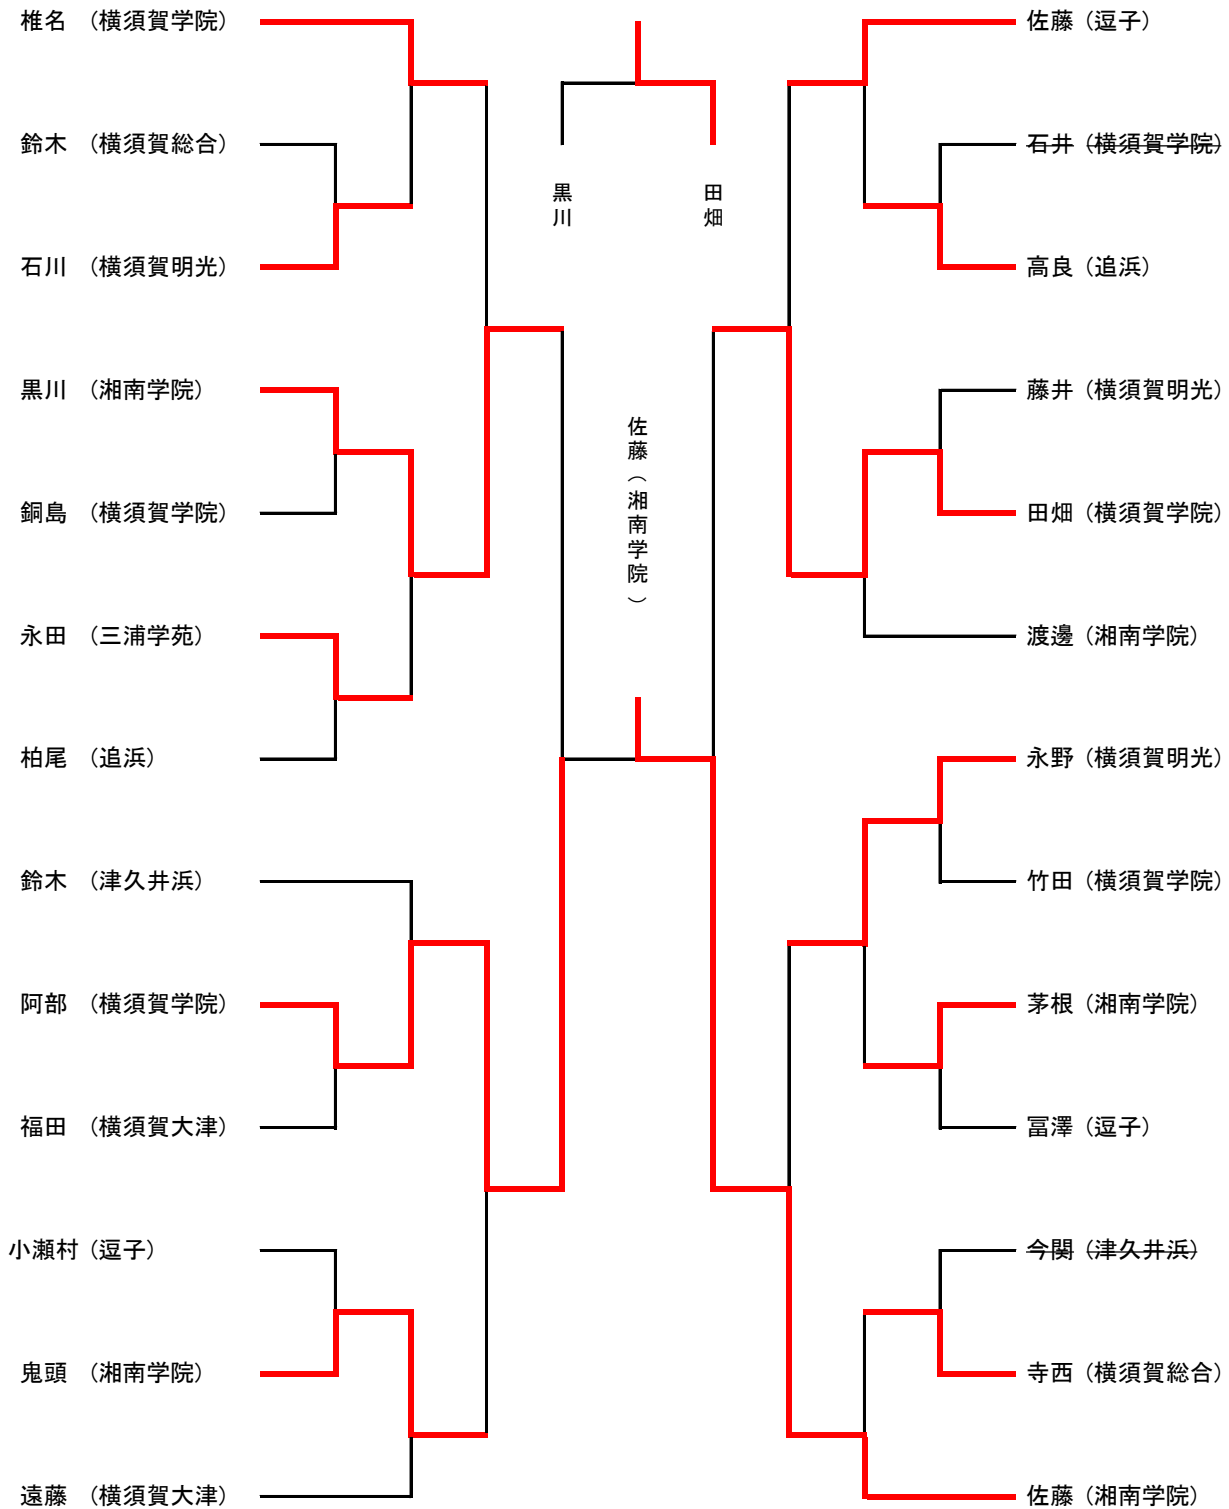 椎名 （横須賀学院）
鈴木 （横須賀総合）
石川 （横須賀明光）
黒川 （湘南学院）
銅島 （横須賀学院）
永田 （三浦学苑）
柏尾 （追浜）
鈴木 （津久井浜）
阿部 （横須賀学院）
福田 （横須賀大津）
小瀬村 （逗子）
鬼頭 （湘南学院）
遠藤 （横須賀大津）
黒川
田畑
佐藤（湘南学院）
佐藤 （逗子）
石井 （横須賀学院）
高良 （追浜）
藤井 （横須賀明光）
田畑 （横須賀学院）
渡邊 （湘南学院）
永野 （横須賀明光）
竹田 （横須賀学院）
茅根 （湘南学院）
冨澤 （逗子）
今関 （津久井浜）
寺西 （横須賀総合）
佐藤 （湘南学院）